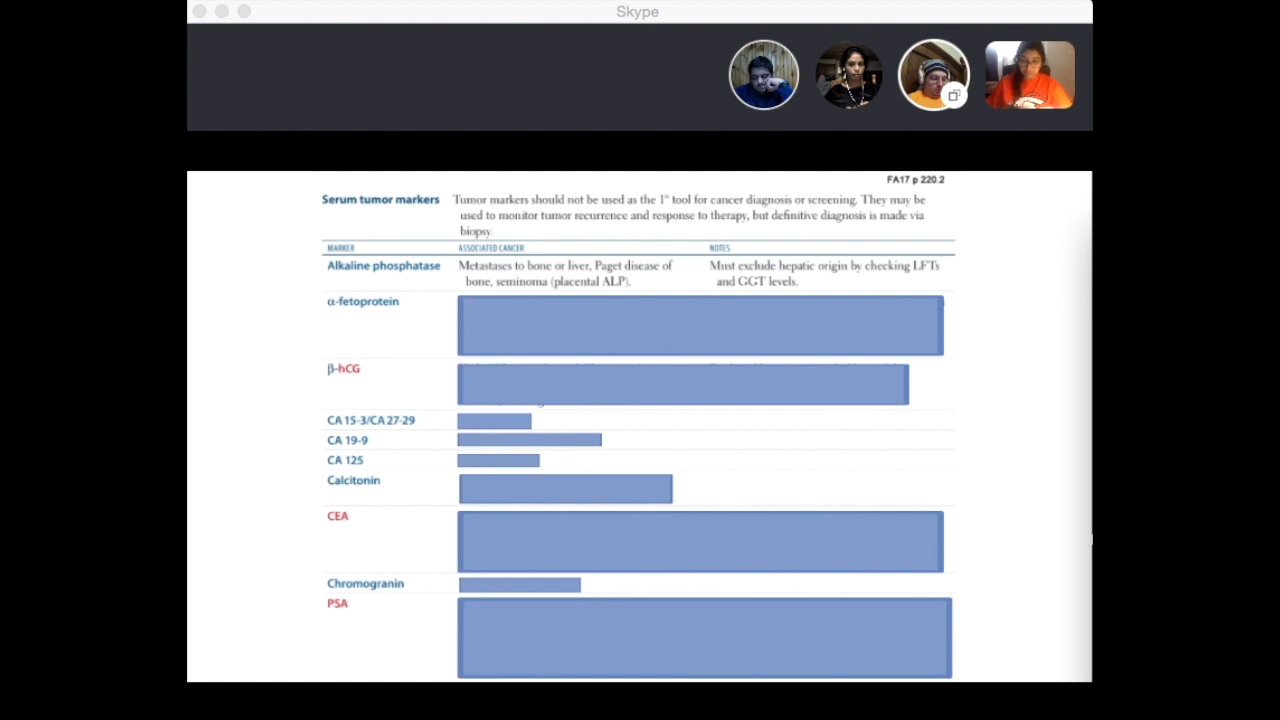 Skype
FA17 p 220.2
Serum tumor markers Tumor markers should not be used as the 1° tool for cancer diagnosis or screening. They may be
used to monitor tumor recurrence and response to therapy, but definitive diagnosis is made via
biopsy.
MARKER ASSOCIATED CANCER NOTES
Alkaline phosphatase Metastases to bone or liver, Paget disease of Must exclude hepatic origin by checking LFTs
bone, seminoma (placental ALP). and GGT levels.
α-fetoprotein
β-hCG
CA 15-3/CA 27-29
CA 19-9
CA 125
Calcitonin
CEA
Chromogranin
PSA